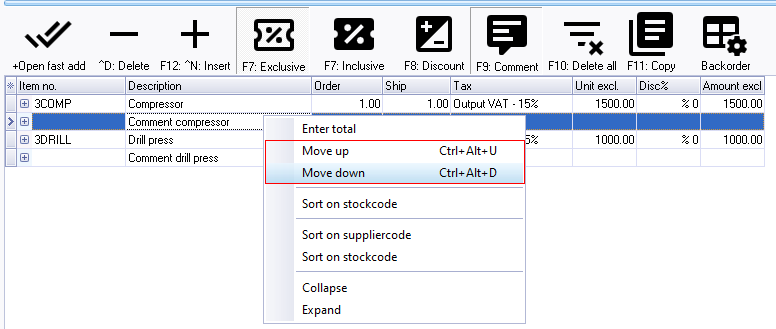 +Open fast add ^D: Delete F12: ^N: Insert F7: Exclusive F7: Inclusive F8: Discount F9: Comment F10: Delete all F11: Copy Backorder
Item no. Description Order Ship Tax Unit excl. Disc% Amount excl
3COMP Compressor 1.00 1.00 Output VAT - 15% 1500.00 % 0 1500.00
Comment compressor
3DRILL Drill press 5% 1000.00 % 0 1000.00
Comment drill press
Enter total
Move up Ctrl+Alt+U
Move down Ctrl+Alt+D
Sort on stockcode
Sort on suppliercode
Sort on stockcode
Collapse
Expand